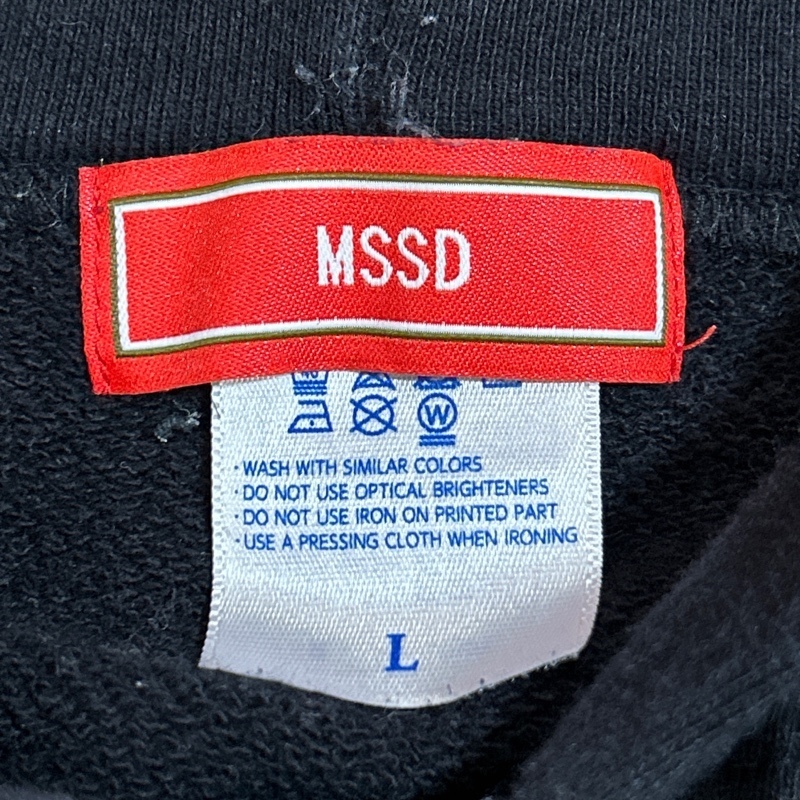 MSSD
W
· WASH WITH SIMILAR COLORS
· DO NOT USE OPTICAL BRIGHTENERS
· DO NOT USE IRON ON PRINTED PART
· USE A PRESSING CLOTH WHEN IRONING
L